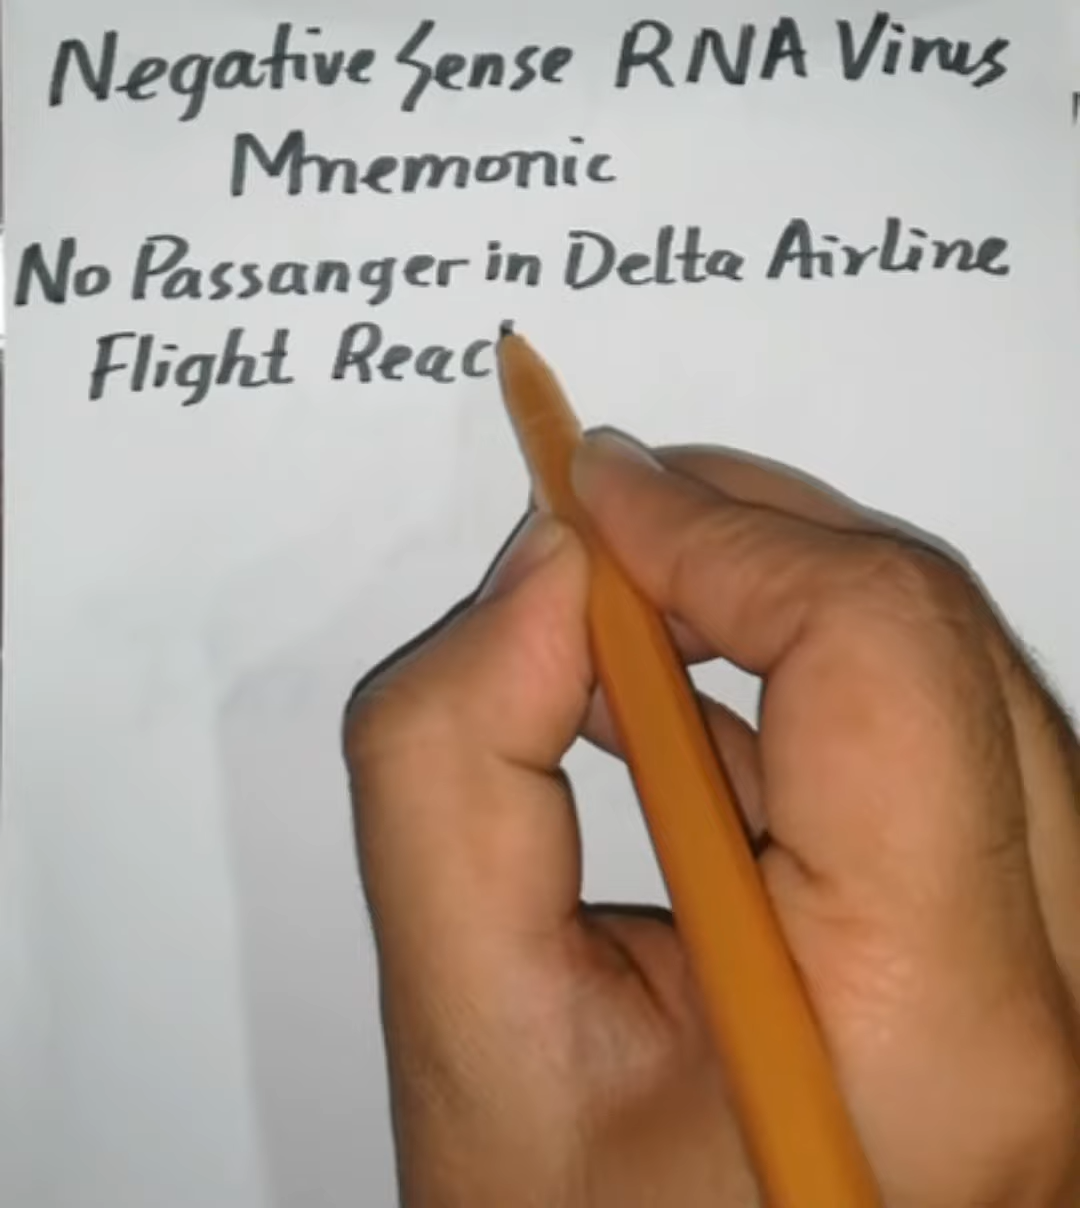 Negative Sense RNA Virus
Mnemonic
No Passanger in Delta Airline
Flight Reac